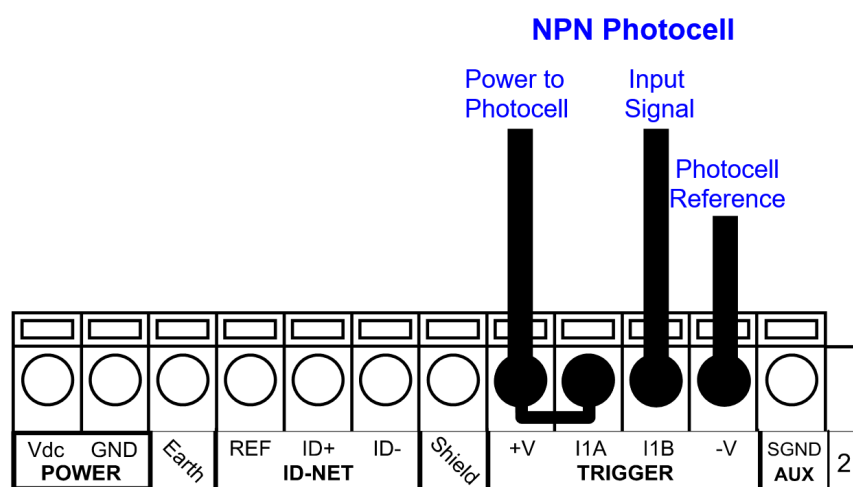 NPN Photocell
Power to
Photocell
Input
Signal
Photocell
Reference
Vdc GND Earth REF ID+ ID- Shield +V I1A I1B -V SGND
POWER ID-NET TRIGGER AUX 2